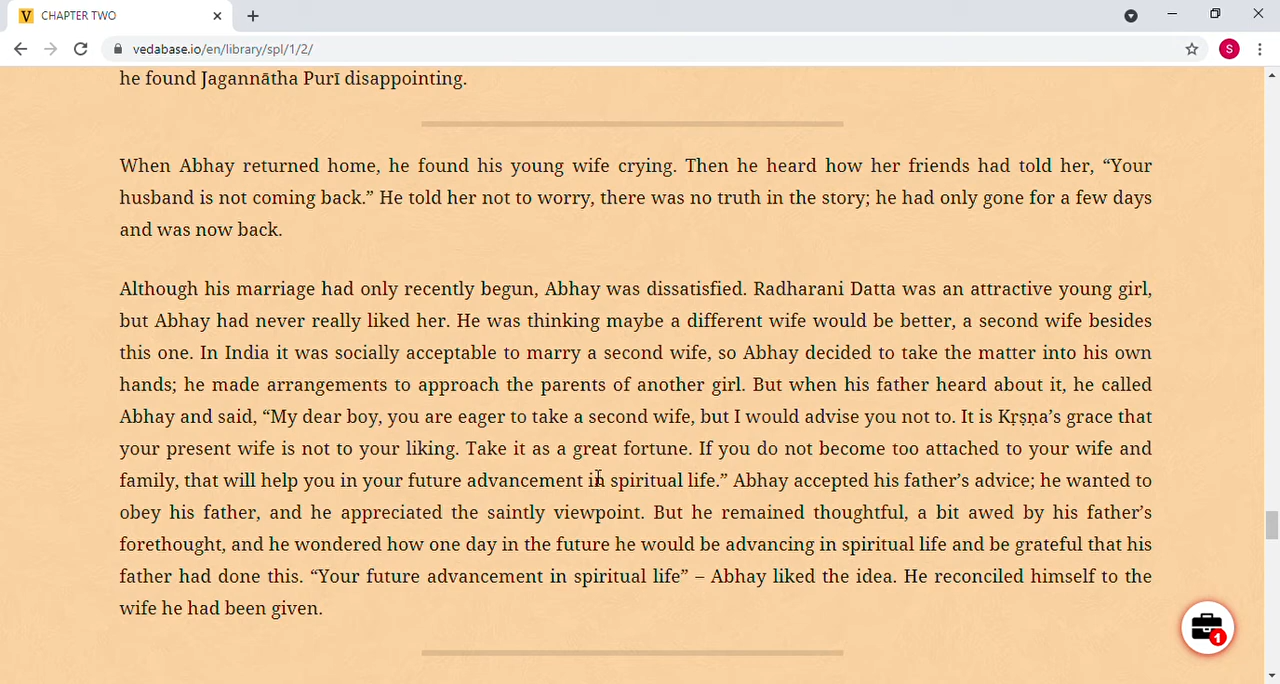 V CHAPTER TWO
vedabase.io/en/library/spl/1/2/
S
he found Jagannātha Purī disappointing.
When Abhay returned home, he found his young wife crying. Then he heard how her friends had told her, “Your
husband is not coming back.” He told her not to worry, there was no truth in the story; he had only gone for a few days
and was now back.
Although his marriage had only recently begun, Abhay was dissatisfied. Radharani Datta was an attractive young girl,
but Abhay had never really liked her. He was thinking maybe a different wife would be better, a second wife besides
this one. In India it was socially acceptable to marry a second wife, so Abhay decided to take the matter into his own
hands; he made arrangements to approach the parents of another girl. But when his father heard about it, he called
Abhay and said, “My dear boy, you are eager to take a second wife, but I would advise you not to. It is Kṛṣṇa’s grace that
your present wife is not to your liking. Take it as a great fortune. If you do not become too attached to your wife and
family, that will help you in your future advancement in spiritual life.” Abhay accepted his father’s advice; he wanted to
obey his father, and he appreciated the saintly viewpoint. But he remained thoughtful, a bit awed by his father’s
forethought, and he wondered how one day in the future he would be advancing in spiritual life and be grateful that his
father had done this. “Your future advancement in spiritual life” – Abhay liked the idea. He reconciled himself to the
wife he had been given.
1